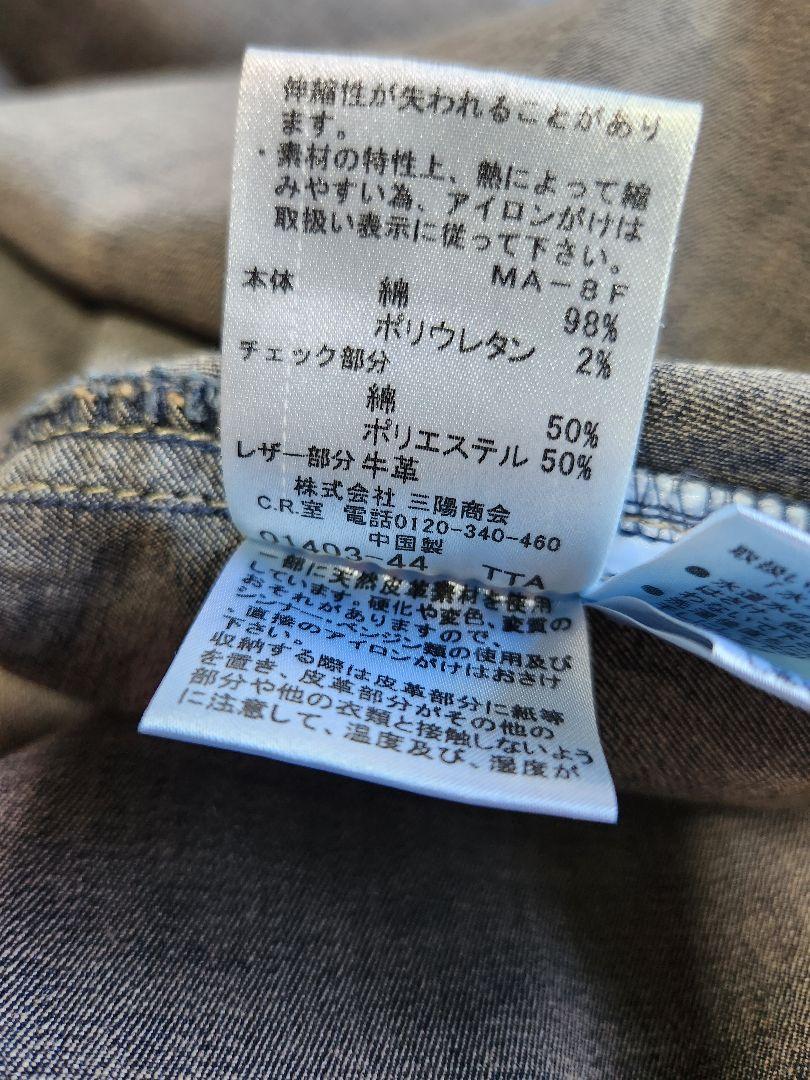 伸縮性が失われることがあり
ます。
・素材の特性上、熱によって縮
みやすい為、アイロンがけは
取扱い表示に従って下さい。
MA-8F
本体 綿 98%
ポリウレタン 2%
チェック部分
綿 50%
ポリエステル 50%
レザー部分 牛革
株式会社 三陽商会
C.R.室 電話0120-340-460
中国製
01403-44 TTA
一部に天然皮革素材を使用
しています。硬化や変色、変質の
おそれがありますので、
シンナー、ベンジン類の使用及び
直接のアイロンがけはおさけ
下さい。
収納する際は皮革部分に紙等
を置き、皮革部分がその他の
部分や他の衣類と接触しないよう
に注意して、温度及び、湿度が
取扱い